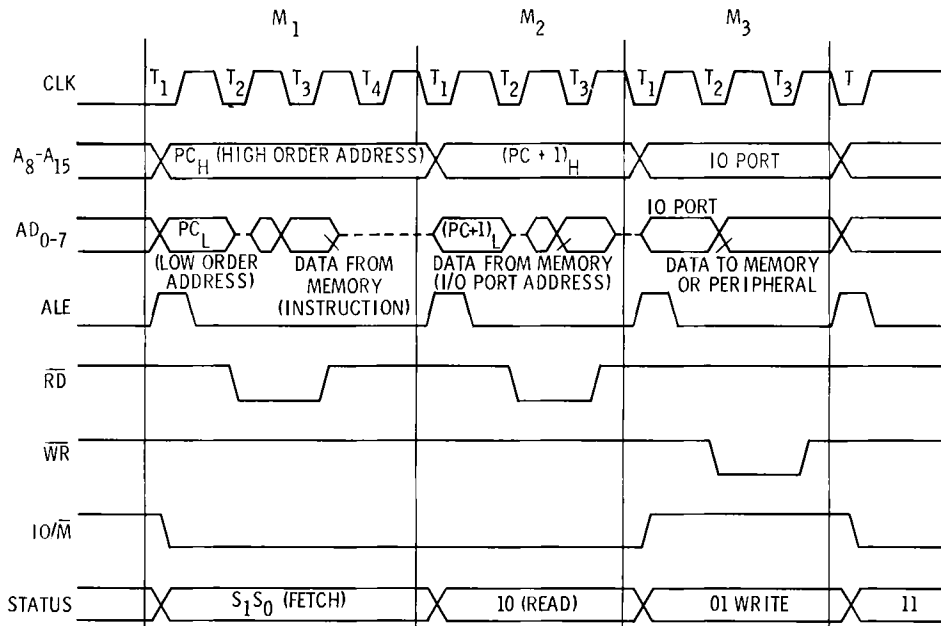 M1 M2 M3
CLK T1 T2 T3 T4 T1 T2 T3 T1 T2 T3 T
A8-A15 PCH (HIGH ORDER ADDRESS) (PC + 1)H IO PORT
IO PORT
AD0-7 PCL (PC+1)L
(LOW ORDER ADDRESS)
DATA FROM MEMORY (INSTRUCTION)
DATA FROM MEMORY (I/O PORT ADDRESS)
DATA TO MEMORY OR PERIPHERAL
ALE
R̅D̅
W̅R̅
IO/M̅
STATUS S1S0 (FETCH) 10 (READ) 01 WRITE 11